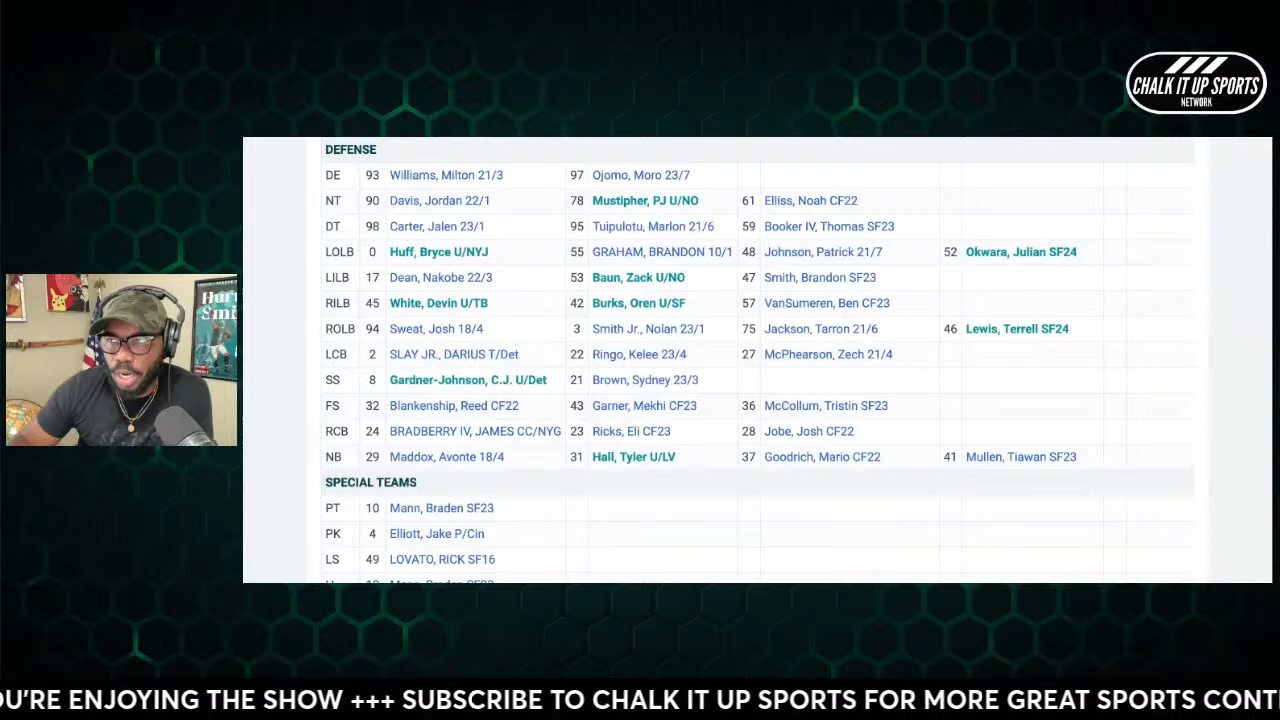 CHALK IT UP SPORTS
NETWORK
DEFENSE
DE 93 Williams, Milton 21/3 97 Ojomo, Moro 23/7
NT 90 Davis, Jordan 22/1 78 Mustipher, PJ U/NO 61 Elliss, Noah CF22
DT 98 Carter, Jalen 23/1 95 Tuipulotu, Marlon 21/6 59 Booker IV, Thomas SF23
LOLB 0 Huff, Bryce U/NYJ 55 GRAHAM, BRANDON 10/1 48 Johnson, Patrick 21/7 52 Okwara, Julian SF24
LILB 17 Dean, Nakobe 22/3 53 Baun, Zack U/NO 47 Smith, Brandon SF23
RILB 45 White, Devin U/TB 42 Burks, Oren U/SF 57 VanSumeren, Ben CF23
ROLB 94 Sweat, Josh 18/4 3 Smith Jr., Nolan 23/1 75 Jackson, Tarron 21/6 46 Lewis, Terrell SF24
LCB 2 SLAY JR., DARIUS T/Det 22 Ringo, Kelee 23/4 27 McPhearson, Zech 21/4
SS 8 Gardner-Johnson, C.J. U/Det 21 Brown, Sydney 23/3
FS 32 Blankenship, Reed CF22 43 Garner, Mekhi CF23 36 McCollum, Tristin SF23
RCB 24 BRADBERRY IV, JAMES CC/NYG 23 Ricks, Eli CF23 28 Jobe, Josh CF22
NB 29 Maddox, Avonte 18/4 31 Hall, Tyler U/LV 37 Goodrich, Mario CF22 41 Mullen, Tiawan SF23
SPECIAL TEAMS
PT 10 Mann, Braden SF23
PK 4 Elliott, Jake P/Cin
LS 49 LOVATO, RICK SF16
OU'RE ENJOYING THE SHOW +++ SUBSCRIBE TO CHALK IT UP SPORTS FOR MORE GREAT SPORTS CONT